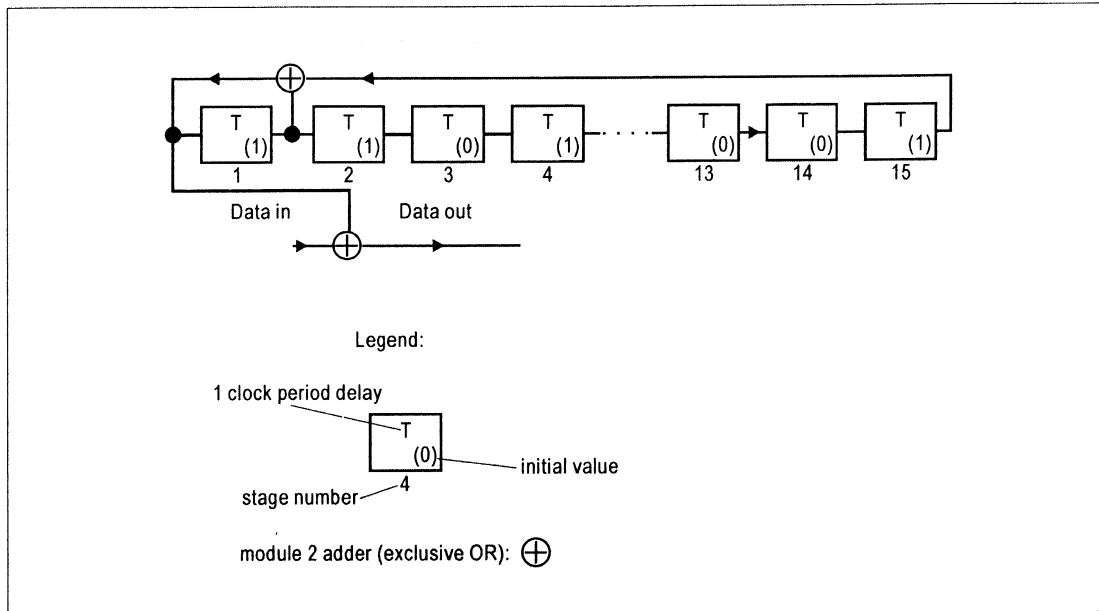 T T T T T T T
(1) (1) (0) (1) (0) (0) (1)
1 2 3 4 13 14 15
Data in Data out
Legend:
1 clock period delay
T
(0) initial value
stage number 4
module 2 adder (exclusive OR):